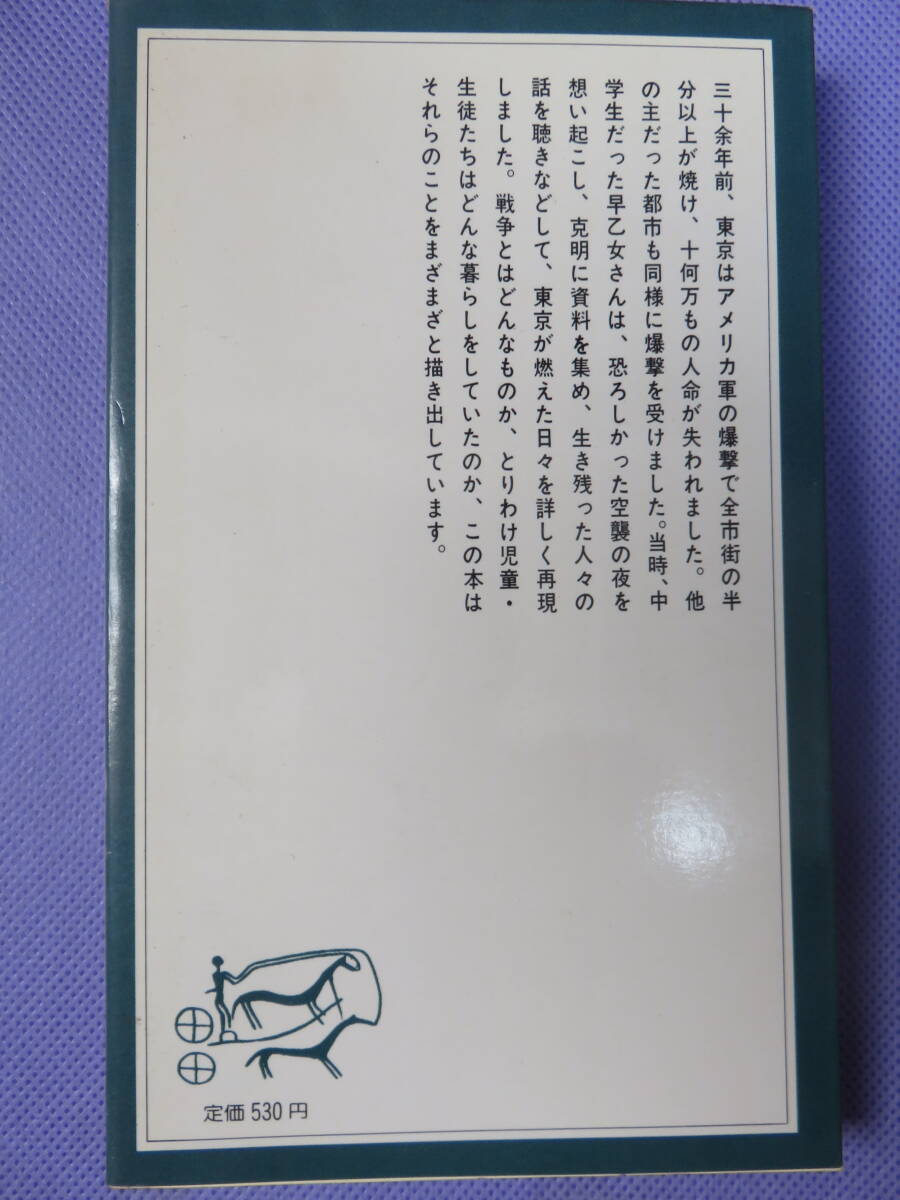 三十余年前、東京はアメリカ軍の爆撃で全市街の半
分以上が焼け、十何万もの人命が失われました。他
の主だった都市も同様に爆撃を受けました。当時、中
学生だった早乙女さんは、恐ろしかった空襲の夜を
想い起こし、克明に資料を集め、生き残った人々の
話を聴きなどして、東京が燃えた日々を詳しく再現
しました。戦争とはどんなものか、とりわけ児童・
生徒たちはどんな暮らしをしていたのか、この本は
それらのことをまざまざと描き出しています。
定価530円